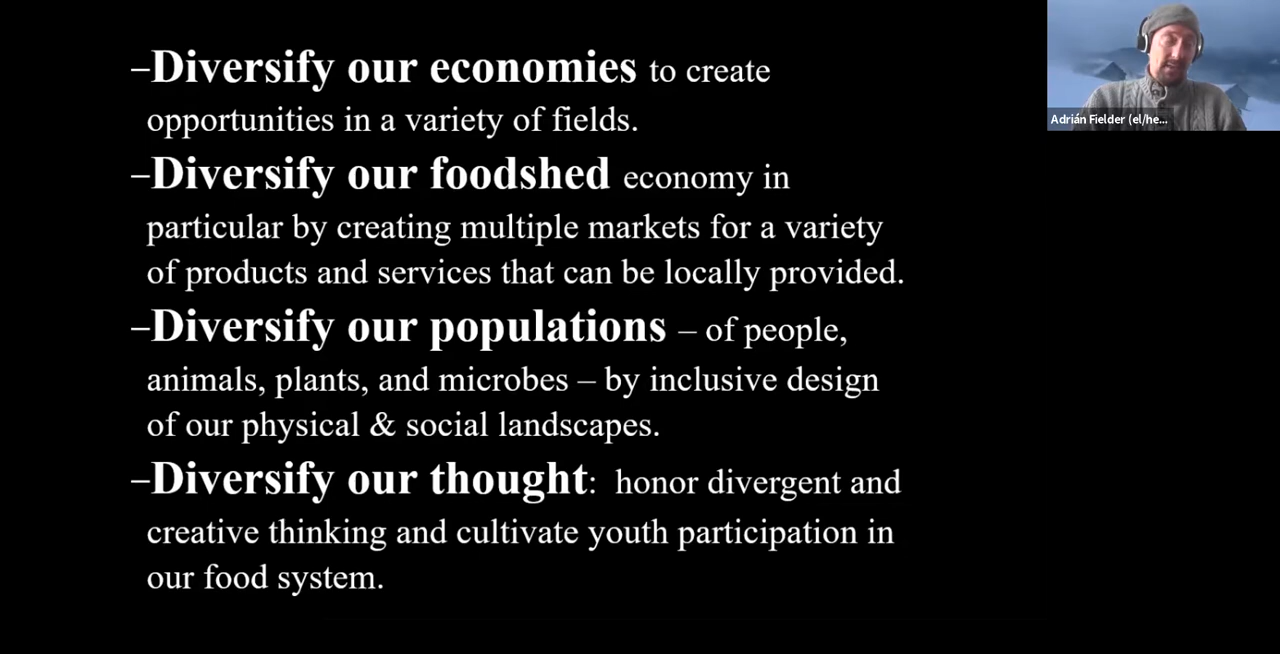 –Diversify our economies to create
opportunities in a variety of fields.
–Diversify our foodshed economy in
particular by creating multiple markets for a variety
of products and services that can be locally provided.
–Diversify our populations – of people,
animals, plants, and microbes – by inclusive design
of our physical & social landscapes.
–Diversify our thought:  honor divergent and
creative thinking and cultivate youth participation in
our food system.
Adrián Fielder (el/he...